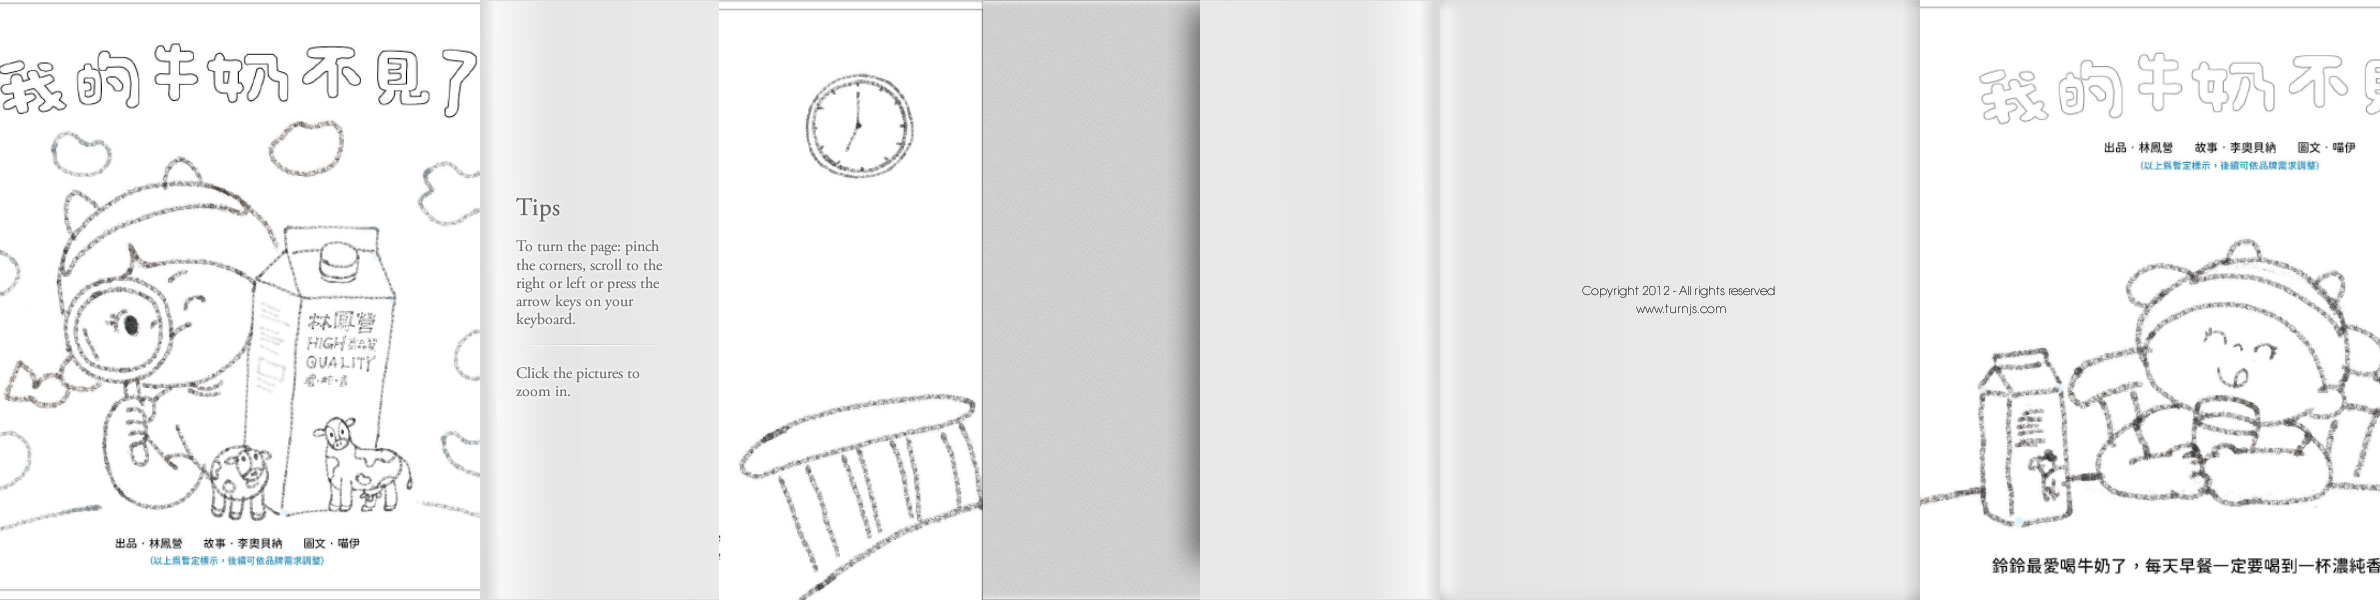 我的牛奶不見了
林鳳營
HIGH 高品質
QUALITY
出品・林鳳營 故事・李奧貝納 圖文・喵伊
(以上為暫定標示,後續可依品牌需求調整)
Tips
To turn the page: pinch
the corners, scroll to the
right or left or press the
arrow keys on your
keyboard.
Click the pictures to
zoom in.
Copyright 2012 - All rights reserved
www.turnjs.com
我的牛奶不見
出品・林鳳營 故事・李奧貝納 圖文・喵伊
(以上為暫定標示,後續可依品牌需求調整)
鈴鈴最愛喝牛奶了,每天早餐一定要喝到一杯濃純香